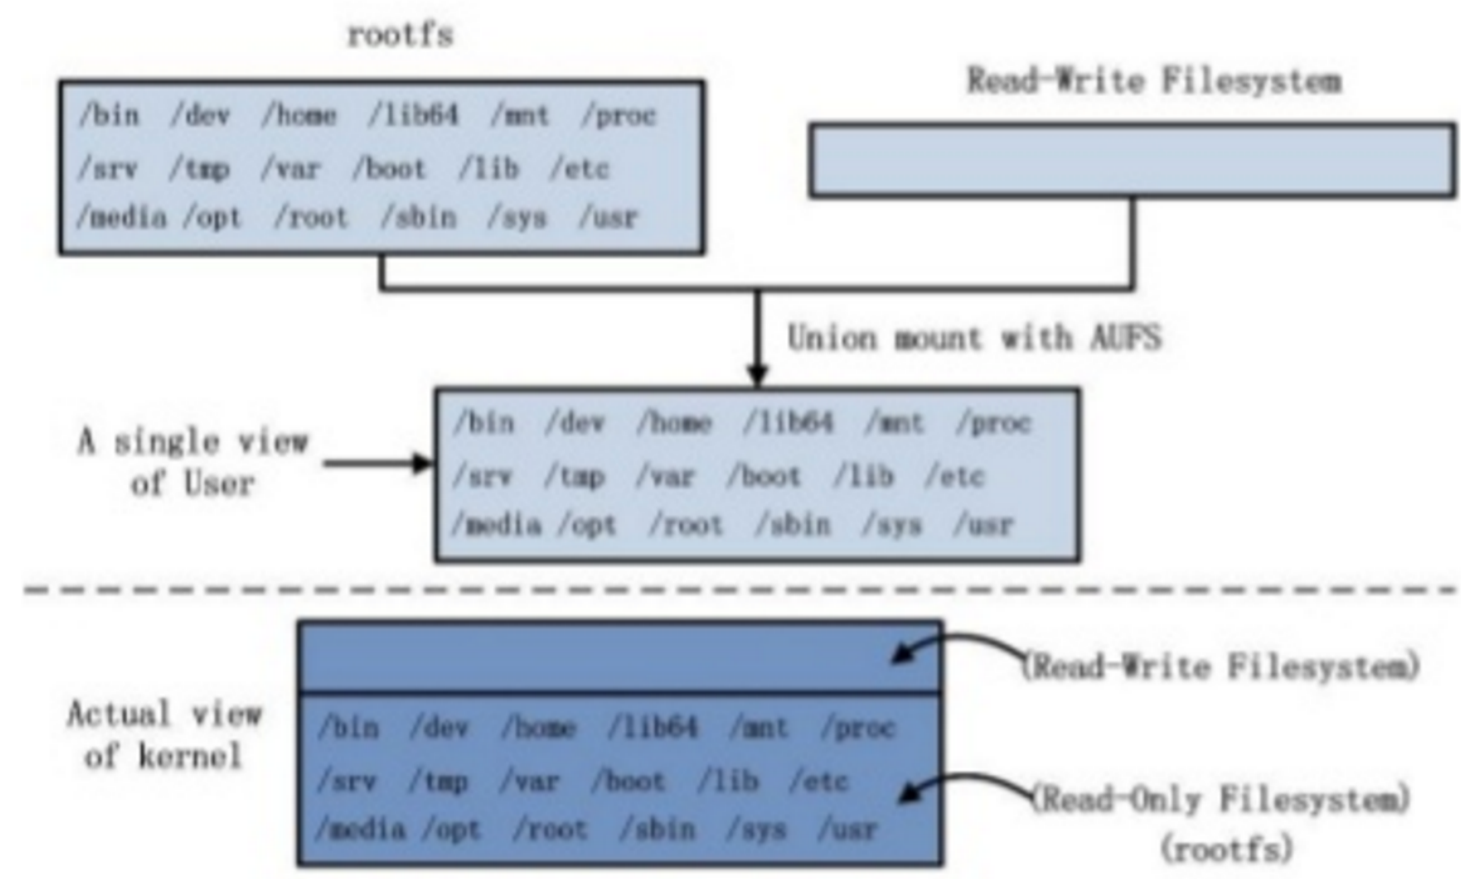 rootfs
Read-Write Filesystem
/bin /dev /home /lib64 /mnt /proc
/srv /tmp /var /boot /lib /etc
/media /opt /root /sbin /sys /usr
Union mount with AUFS
A single view
of User
/bin /dev /home /lib64 /mnt /proc
/srv /tmp /var /boot /lib /etc
/media /opt /root /sbin /sys /usr
Actual view
of kernel
(Read-Write Filesystem)
/bin /dev /home /lib64 /mnt /proc
/srv /tmp /var /boot /lib /etc
/media /opt /root /sbin /sys /usr
(Read-Only Filesystem)
(rootfs)